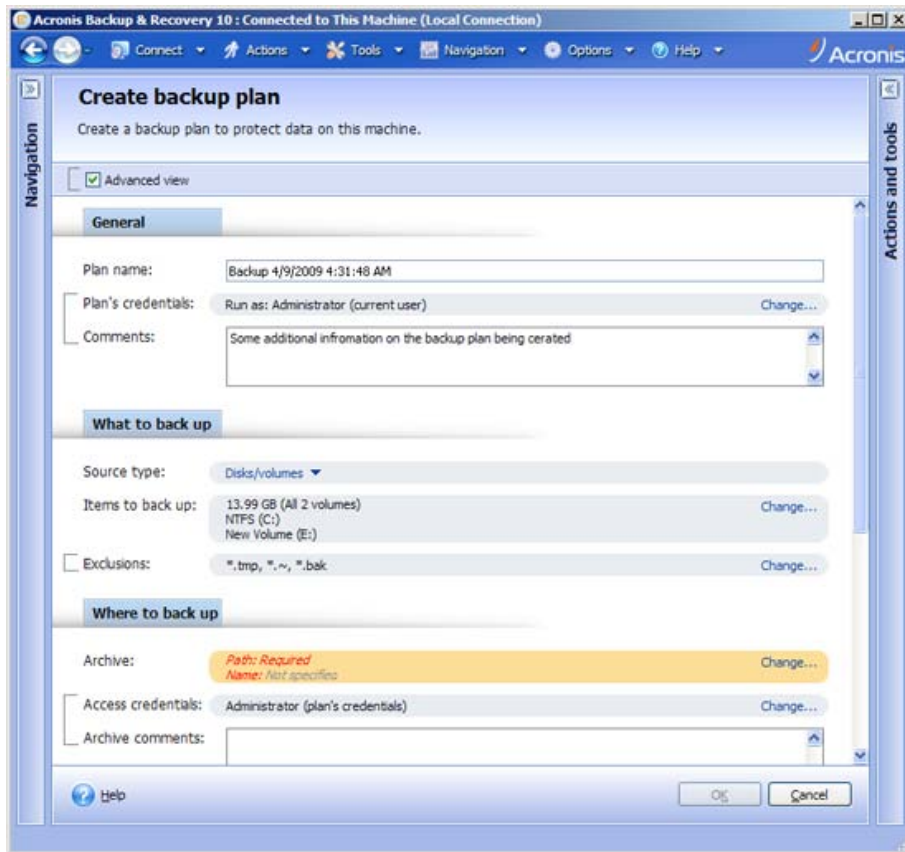 Acronis Backup & Recovery 10 : Connected to This Machine (Local Connection)
Connect Actions Tools Navigation Options Help Acronis
Navigation
Actions and tools
Create backup plan
Create a backup plan to protect data on this machine.
Advanced view
General
Plan name: Backup 4/9/2009 4:31:48 AM
Plan's credentials: Run as: Administrator (current user) Change...
Comments: Some additional infromation on the backup plan being cerated
What to back up
Source type: Disks/volumes
Items to back up: 13.99 GB (All 2 volumes) Change...
NTFS (C:)
New Volume (E:)
Exclusions: *.tmp, *.~, *.bak Change...
Where to back up
Archive: Path: Required Change...
Name: Not specified
Access credentials: Administrator (plan's credentials) Change...
Archive comments:
Help OK Cancel